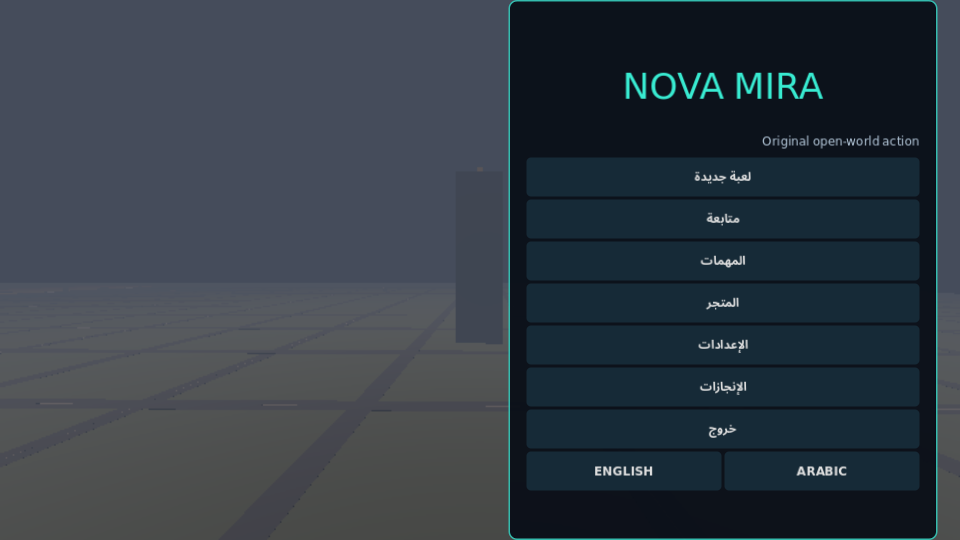 NOVA MIRA
Original open-world action
لعبة جديدة
متابعة
المهمات
المتجر
الإعدادات
الإنجازات
خروج
ENGLISH
ARABIC